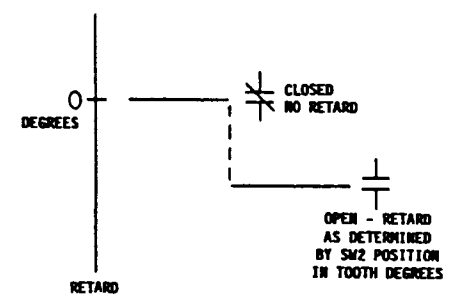 CLOSED
0
NO RETARD
DEGREES
OPEN - RETARD
AS DETERMINED
BY SW2 POSITION
IN TOOTH DEGREES
RETARD